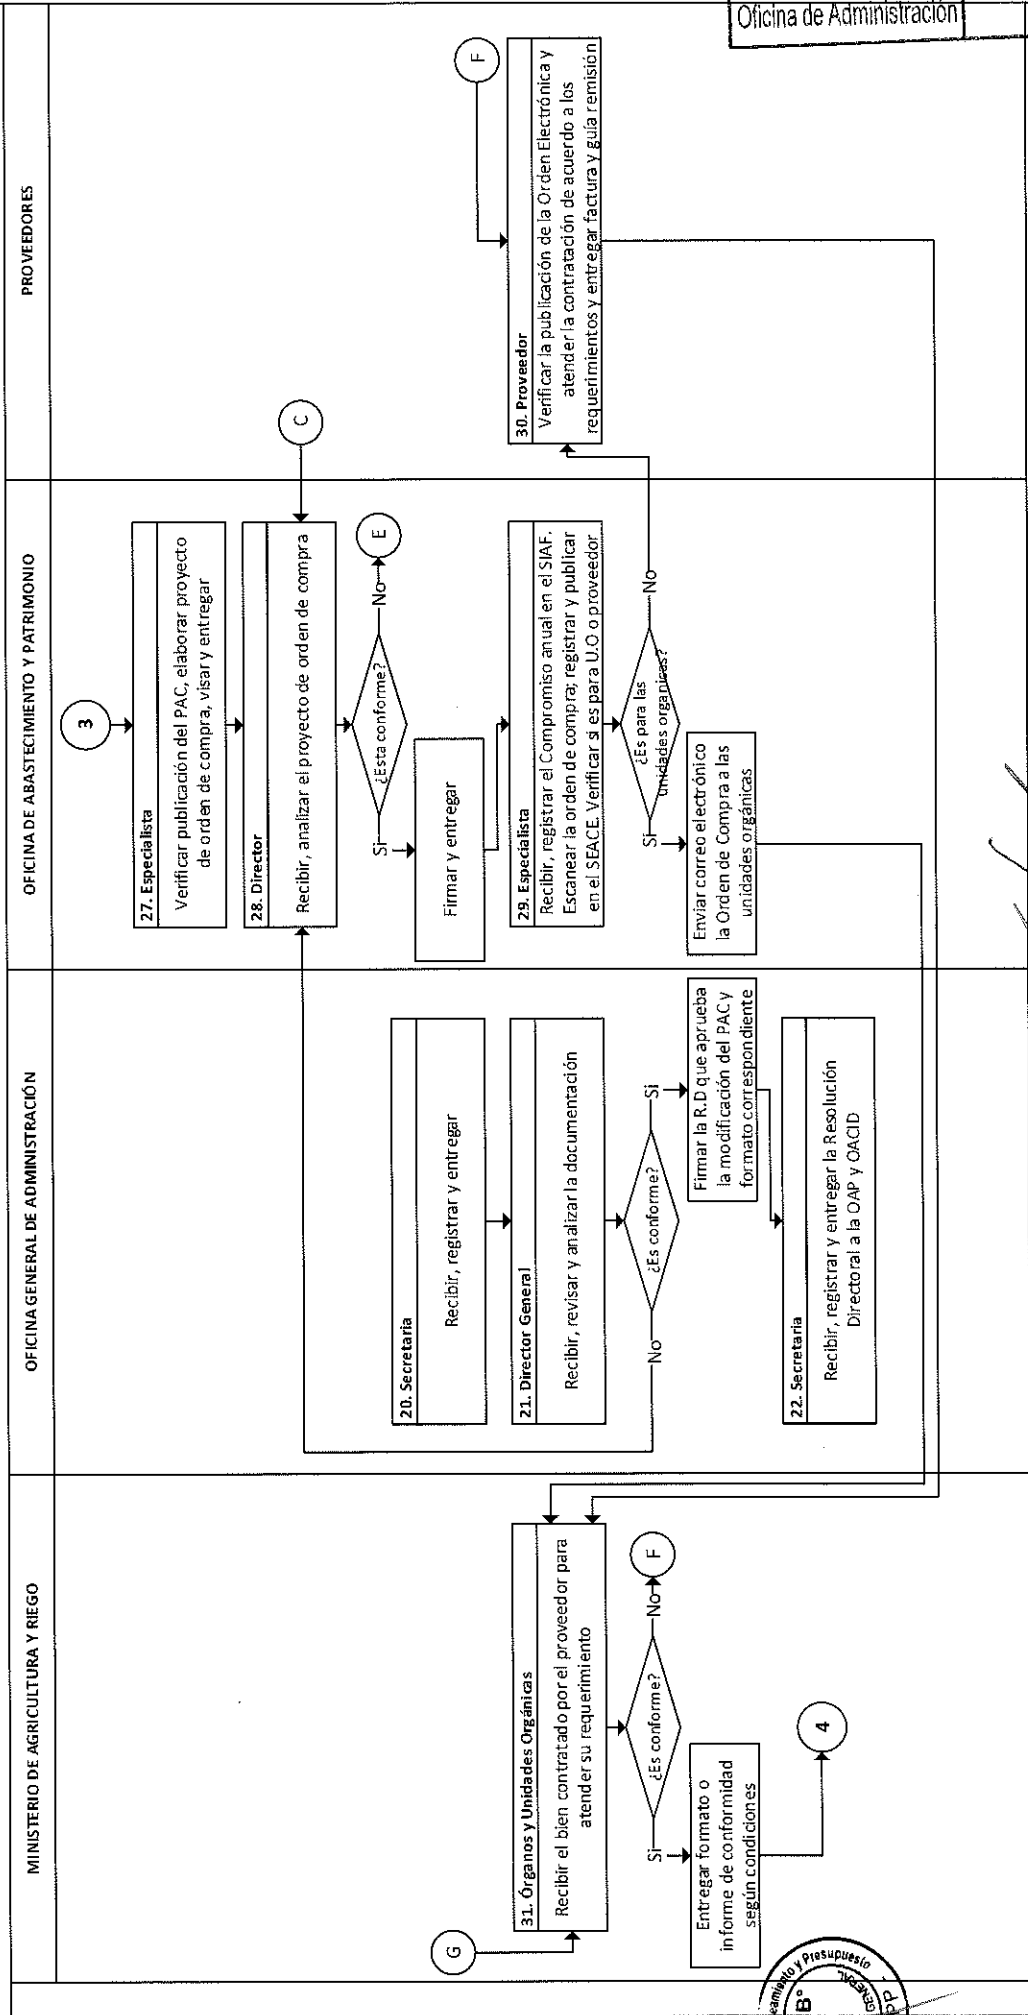 MINISTERIO DE AGRICULTURA Y RIEGO
OFICINA GENERAL DE ADMINISTRACIÓN
OFICINA DE ABASTECIMIENTO Y PATRIMONIO
PROVEEDORES
G
31. Órganos y Unidades Orgánicas
Recibir el bien contratado por el proveedor para
atender su requerimiento
¿Es conforme?
Si
No
F
Entregar formato o
informe de conformidad
según condiciones
4
20. Secretaria
Recibir, registrar y entregar
21. Director General
Recibir, revisar y analizar la documentación
¿Es conforme?
No
Si
Firmar la R.D que aprueba
la modificación del PAC y
formato correspondiente
22. Secretaria
Recibir, registrar y entregar la Resolución
Directoral a la OAP y OACID
3
27. Especialista
Verificar publicación del PAC, elaborar proyecto
de orden de compra, visar y entregar
28. Director
Recibir, analizar el proyecto de orden de compra
¿Esta conforme?
Si
No
E
Firmar y entregar
29. Especialista
Recibir, registrar el Compromiso anual en el SIAF.
Escanear la orden de compra; registrar y publicar
en el SEACE. Verificar si es para U.O o proveedor
¿Es para las
unidades organicas?
Si
No
Enviar correo electrónico
la Orden de Compra a las
unidades orgánicas
C
F
30. Proveedor
Verificar la publicación de la Orden Electrónica y
atender la contratación de acuerdo a los
requerimientos y entregar factura y guía remisión
Oficina de Administración
amiento y Presupuesto
B°
GENERAL